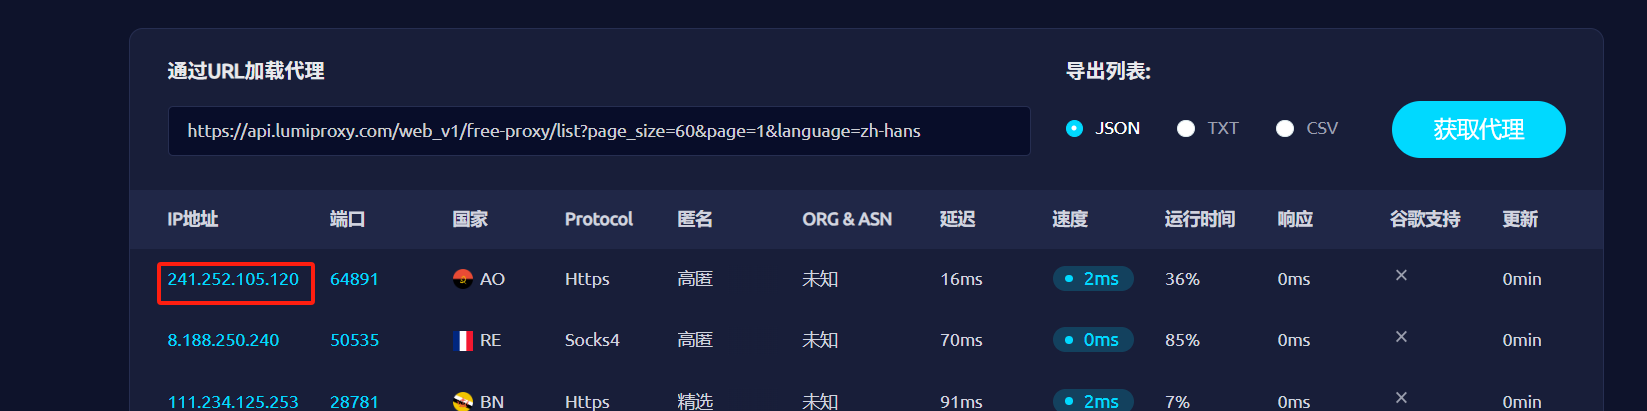 通过URL加载代理
导出列表:
https://api.lumiproxy.com/web_v1/free-proxy/list?page_size=60&page=1&language=zh-hans
JSON TXT CSV
获取代理
IP地址 端口 国家 Protocol 匿名 ORG & ASN 延迟 速度 运行时间 响应 谷歌支持 更新
241.252.105.120 64891 AO Https 高匿 未知 16ms 2ms 36% 0ms × 0min
8.188.250.240 50535 RE Socks4 高匿 未知 70ms 0ms 85% 0ms × 0min
111.234.125.253 28781 BN Https 精选 未知 91ms 2ms 7% 0ms × 0min